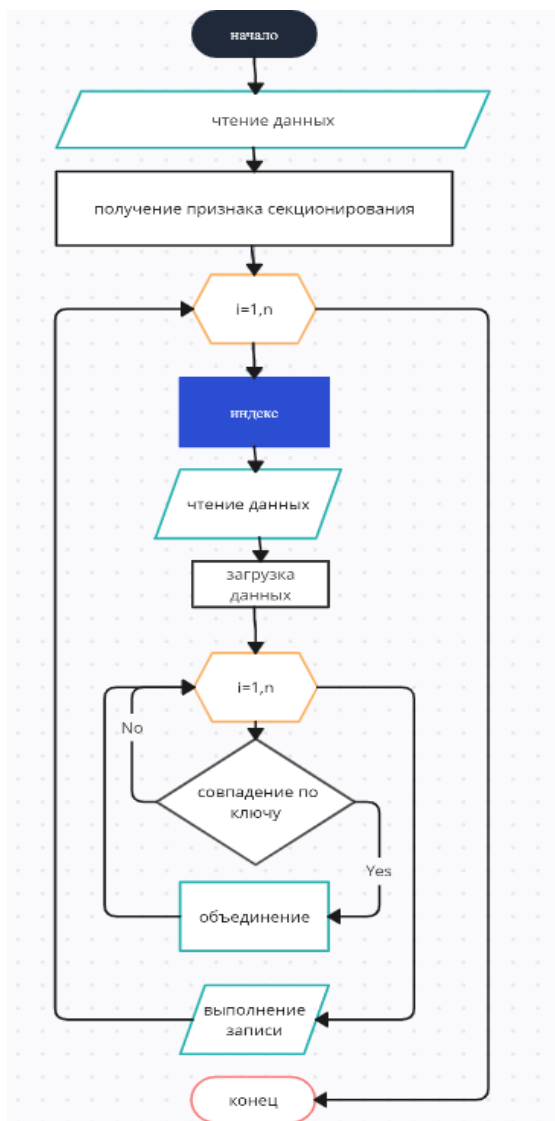 начало
чтение данных
получение признака секционирования
i=1,n
индекс
чтение данных
загрузка
данных
i=1,n
No
совпадение по
ключу
Yes
объединение
выполнение
записи
конец